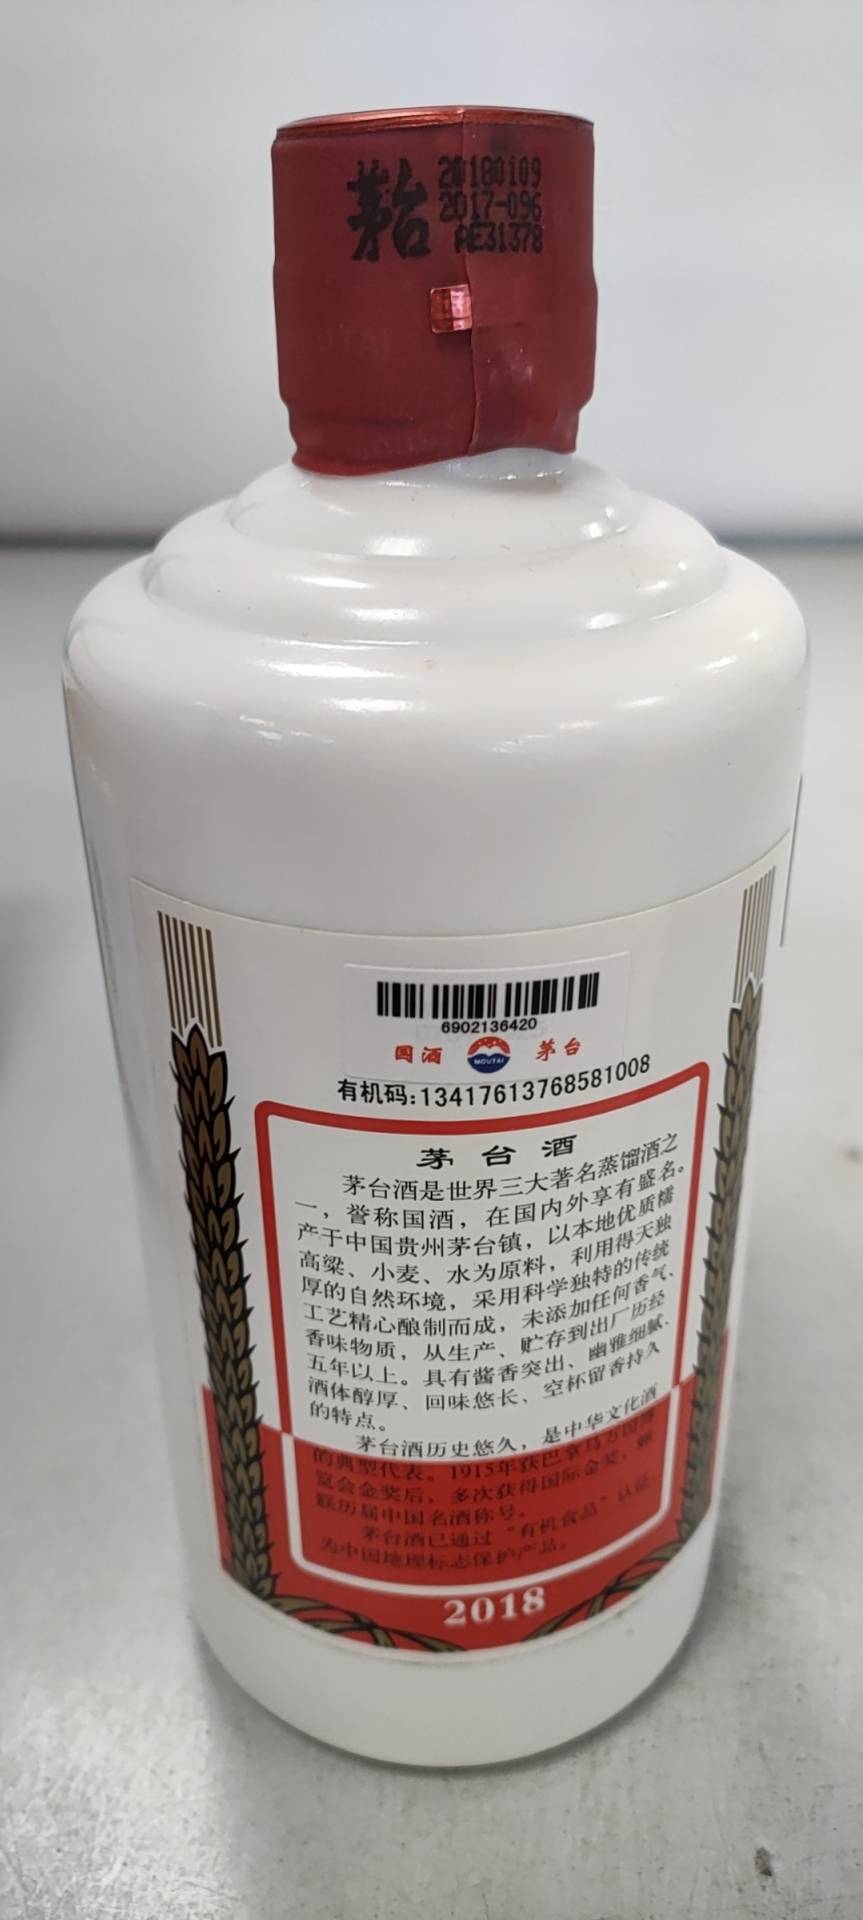 茅台
20180109
2017-096
AE31378
6902136420
国酒 MOUTAI 茅台
有机码:13417613768581008
茅台酒
茅台酒是世界三大著名蒸馏酒之
一，誉称国酒，在国内外享有盛名。
产于中国贵州茅台镇，以本地优质糯
高粱、小麦、水为原料，利用得天独
厚的自然环境，采用科学独特的传统
工艺精心酿制而成，未添加任何香气、
香味物质，从生产、贮存到出厂历经
五年以上。具有酱香突出、幽雅细腻、
酒体醇厚、回味悠长、空杯留香持久
的特点。
茅台酒历史悠久，是中华文化酒
的典型代表。1915年获巴拿马万国博
览会金奖后，多次获得国际金奖，蝉
联历届中国名酒称号。
茅台酒已通过“有机食品”认证、
为中国地理标志保护产品。
2018